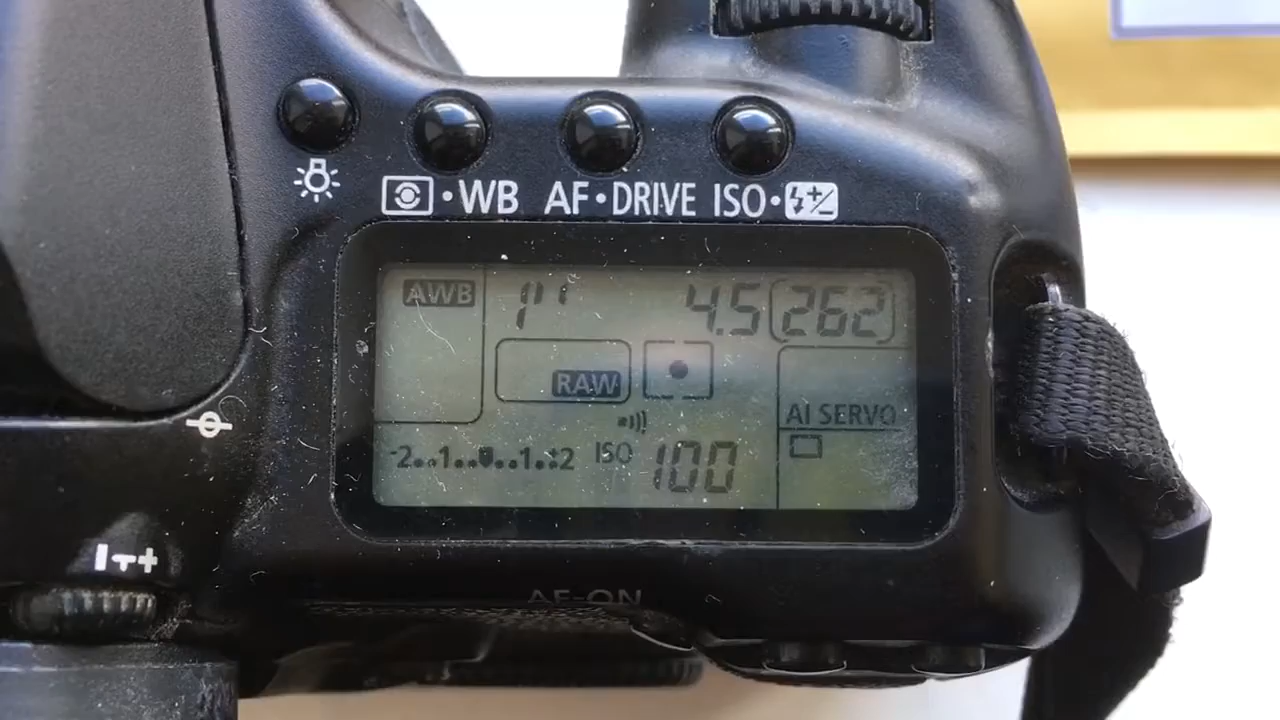 WB AF•DRIVE ISO•
AWB 1" 4.5 262
RAW
AI SERVO
-2..1..0..1.+2 ISO 100
AF-ON